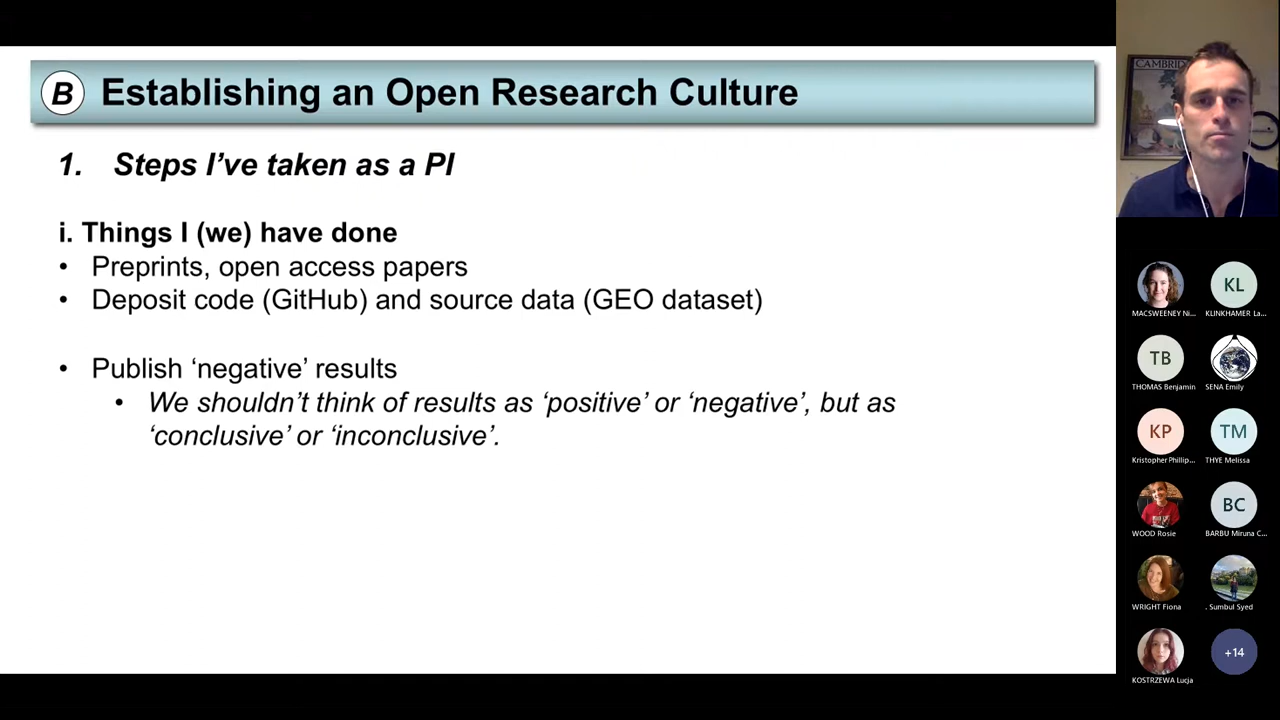 B Establishing an Open Research Culture
1. Steps I've taken as a PI
i. Things I (we) have done
• Preprints, open access papers
• Deposit code (GitHub) and source data (GEO dataset)
• Publish ‘negative’ results
• We shouldn’t think of results as ‘positive’ or ‘negative’, but as
‘conclusive’ or ‘inconclusive’.
CAMBRIDGE
MACSWEENEY Ni...
KL
KLINKHAMER La...
TB
THOMAS Benjamin
SENA Emily
KP
Kristopher Phillip...
TM
THYE Melissa
WOOD Rosie
BC
BARBU Miruna C...
WRIGHT Fiona
. Sumbul Syed
KOSTRZEWA Lucja
+14